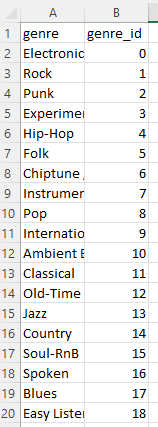 A B
1 genre genre_id
2 Electronic 0
3 Rock 1
4 Punk 2
5 Experimen 3
6 Hip-Hop 4
7 Folk 5
8 Chiptune 6
9 Instrumen 7
10 Pop 8
11 Internatio 9
12 Ambient E 10
13 Classical 11
14 Old-Time 12
15 Jazz 13
16 Country 14
17 Soul-RnB 15
18 Spoken 16
19 Blues 17
20 Easy Lister 18